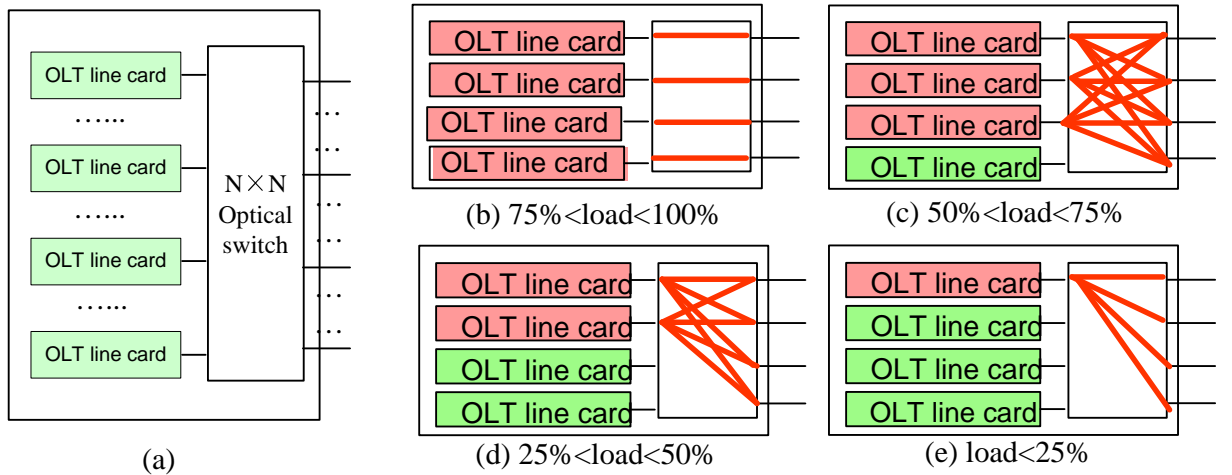 OLT line card
…...
OLT line card
…...
OLT line card
…...
OLT line card
N×N
Optical
switch
…
…
…
…
…
…
(a)
OLT line card
OLT line card
OLT line card
OLT line card
(b) 75%<load<100%
OLT line card
OLT line card
OLT line card
OLT line card
(c) 50%<load<75%
OLT line card
OLT line card
OLT line card
OLT line card
(d) 25%<load<50%
OLT line card
OLT line card
OLT line card
OLT line card
(e) load<25%